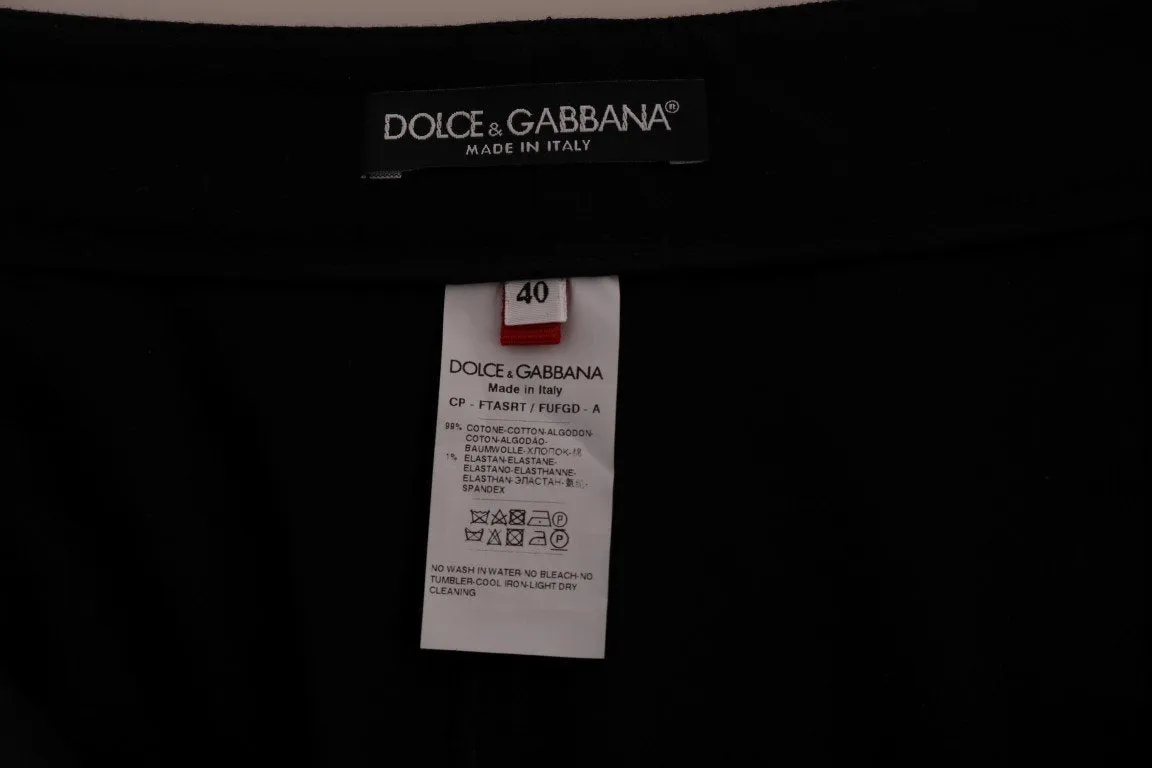 DOLCE & GABBANA®
MADE IN ITALY
40
DOLCE & GABBANA
Made in Italy
CP - FTASRT / FUFGD - A
99% COTONE-COTTON-ALGODON-
COTON-ALGODÃO-
BAUMWOLLE-ХЛОПОК-棉
1% ELASTAN-ELASTANE-
ELASTANO-ELASTHANNE-
ELASTHAN-ЭЛАСТАН-
SPANDEX
P
P
NO WASH IN WATER-NO BLEACH-NO
TUMBLER-COOL IRON-LIGHT DRY
CLEANING